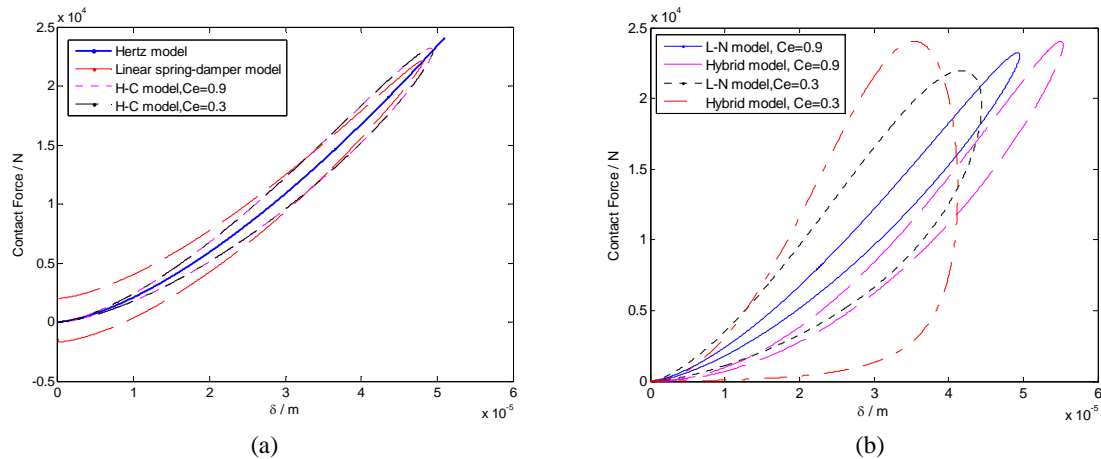 x 10^4
2.5
2
1.5
1
0.5
0
-0.5
Contact Force / N
Hertz model
Linear spring-damper model
H-C model,Ce=0.9
H-C model,Ce=0.3
0 1 2 3 4 5 6
x 10^-5
δ / m
(a)
x 10^4
2.5
2
1.5
1
0.5
0
Contact Force / N
L-N model, Ce=0.9
Hybrid model, Ce=0.9
L-N model,Ce=0.3
Hybrid model, Ce=0.3
0 1 2 3 4 5 6
x 10^-5
δ / m
(b)